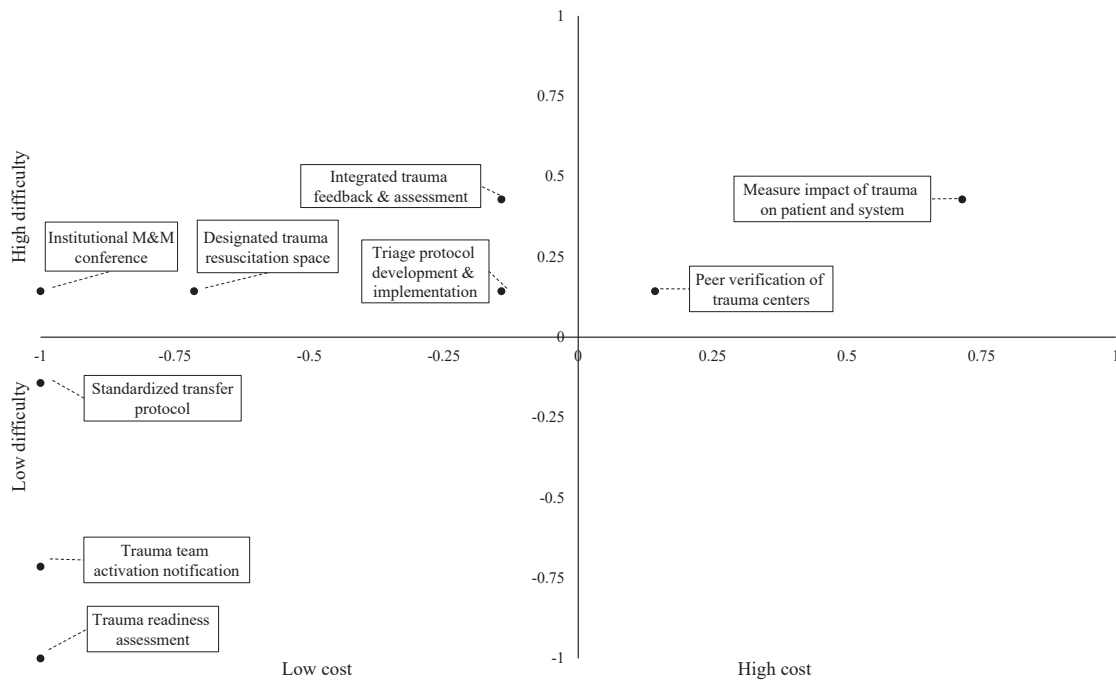 1
0.75
0.5
0.25
0
-0.25
-0.5
-0.75
-1
-1
-0.75
-0.5
-0.25
0.25
0.5
0.75
1
High difficulty
Low difficulty
Low cost
High cost
Integrated trauma
feedback & assessment
Measure impact of trauma
on patient and system
Institutional M&M
conference
Designated trauma
resuscitation space
Triage protocol
development &
implementation
Peer verification of
trauma centers
0
Standardized transfer
protocol
Trauma team
activation notification
Trauma readiness
assessment